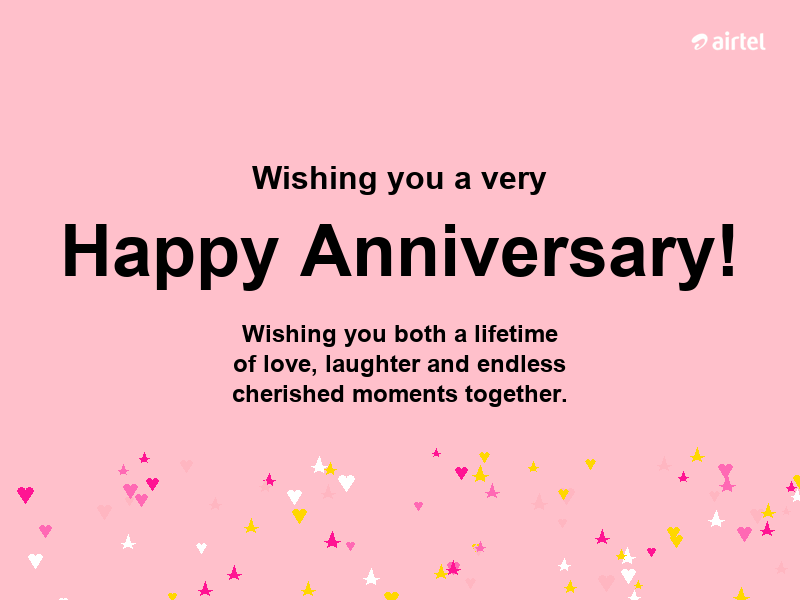 airtel
Wishing you a very
Happy Anniversary!
Wishing you both a lifetime
of love, laughter and endless
cherished moments together.